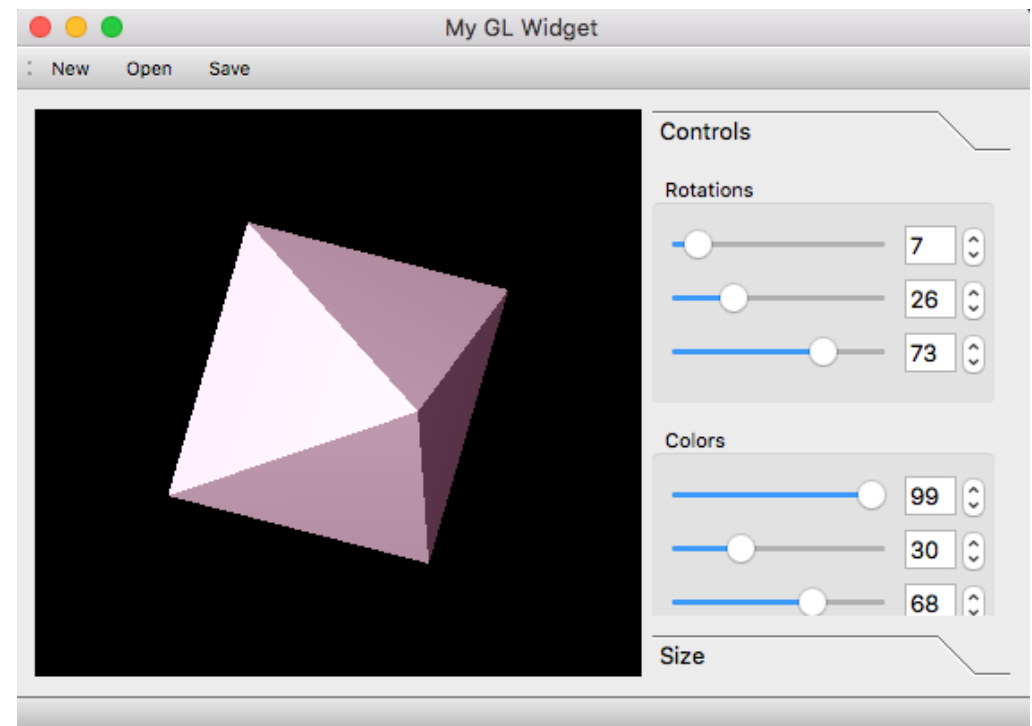 My GL Widget
New Open Save
Controls
Rotations
7
26
73
Colors
99
30
68
Size